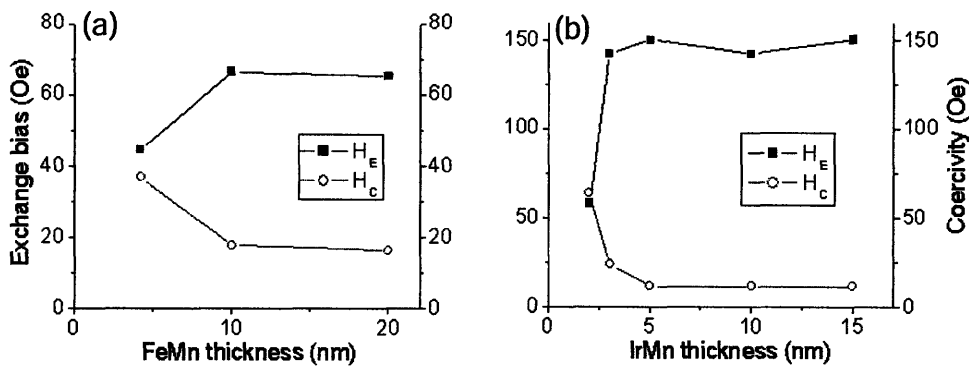 (a)
80
60
40
20
0
Exchange bias (Oe)
H_E
H_C
80
60
40
20
0
0
10
20
FeMn thickness (nm)
(b)
150
100
50
0
H_E
H_C
150
100
50
0
Coercivity (Oe)
0
5
10
15
IrMn thickness (nm)